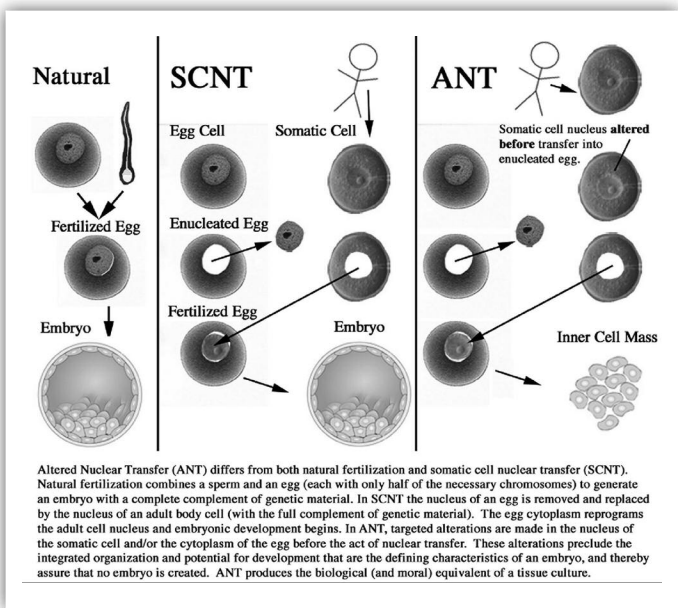 Natural
SCNT
ANT
Egg Cell
Somatic Cell
Somatic cell nucleus altered
before transfer into
enucleated egg.
Fertilized Egg
Enucleated Egg
Fertilized Egg
Embryo
Embryo
Inner Cell Mass
Altered Nuclear Transfer (ANT) differs from both natural fertilization and somatic cell nuclear transfer (SCNT).
Natural fertilization combines a sperm and an egg (each with only half of the necessary chromosomes) to generate
an embryo with a complete complement of genetic material. In SCNT the nucleus of an egg is removed and replaced
by the nucleus of an adult body cell (with the full complement of genetic material). The egg cytoplasm reprograms
the adult cell nucleus and embryonic development begins. In ANT, targeted alterations are made in the nucleus of
the somatic cell and/or the cytoplasm of the egg before the act of nuclear transfer. These alterations preclude the
integrated organization and potential for development that are the defining characteristics of an embryo, and thereby
assure that no embryo is created. ANT produces the biological (and moral) equivalent of a tissue culture.